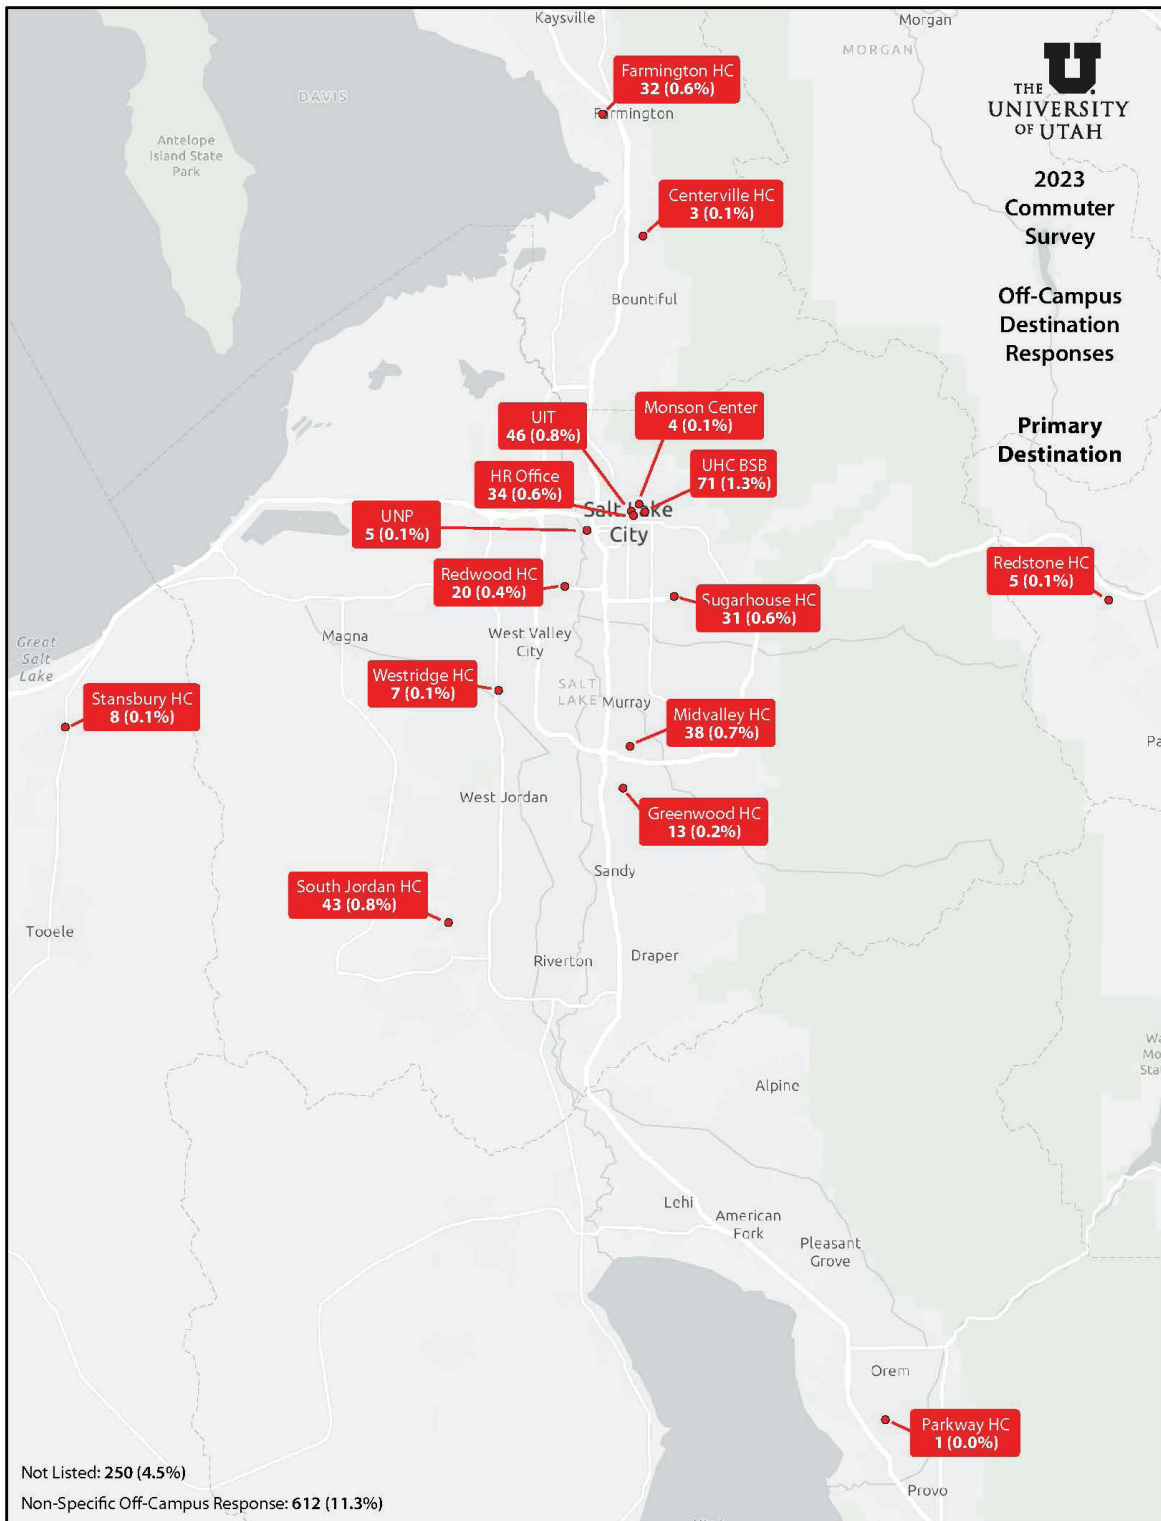 Kaysville
Morgan
MORGAN
THE
UNIVERSITY
OF UTAH
2023
Commuter
Survey
Off-Campus
Destination
Responses
Primary
Destination
Farmington HC
32 (0.6%)
Farmington
DAVIS
Antelope
Island State
Park
Centerville HC
3 (0.1%)
Bountiful
Monson Center
4 (0.1%)
UIT
46 (0.8%)
UHC BSB
71 (1.3%)
HR Office
34 (0.6%)
Salt Lake
City
UNP
5 (0.1%)
Redstone HC
5 (0.1%)
Redwood HC
20 (0.4%)
Sugarhouse HC
31 (0.6%)
Magna
West Valley
City
Great
Salt
Lake
Westridge HC
7 (0.1%)
SALT
LAKE
Murray
Stansbury HC
8 (0.1%)
Midvalley HC
38 (0.7%)
Pa
West Jordan
Greenwood HC
13 (0.2%)
Sandy
South Jordan HC
43 (0.8%)
Tooele
Riverton
Draper
Wa
Mo
Sta
Alpine
Lehi
American
Fork
Pleasant
Grove
Orem
Parkway HC
1 (0.0%)
Provo
Not Listed: 250 (4.5%)
Non-Specific Off-Campus Response: 612 (11.3%)